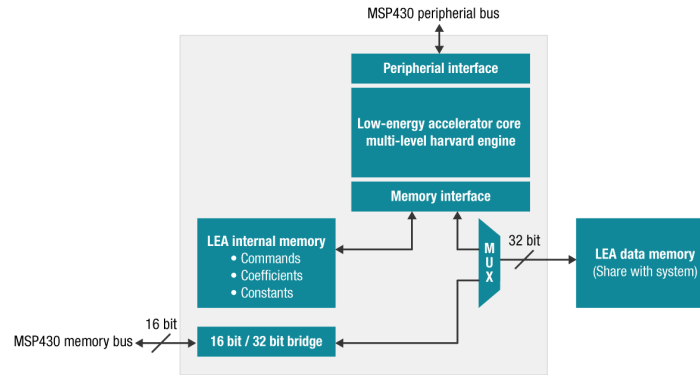 MSP430 peripherial bus
Peripherial interface
Low-energy accelerator core
multi-level harvard engine
Memory interface
LEA internal memory
• Commands
• Coefficients
• Constants
MUX
32 bit
LEA data memory
(Share with system)
16 bit
MSP430 memory bus
16 bit / 32 bit bridge